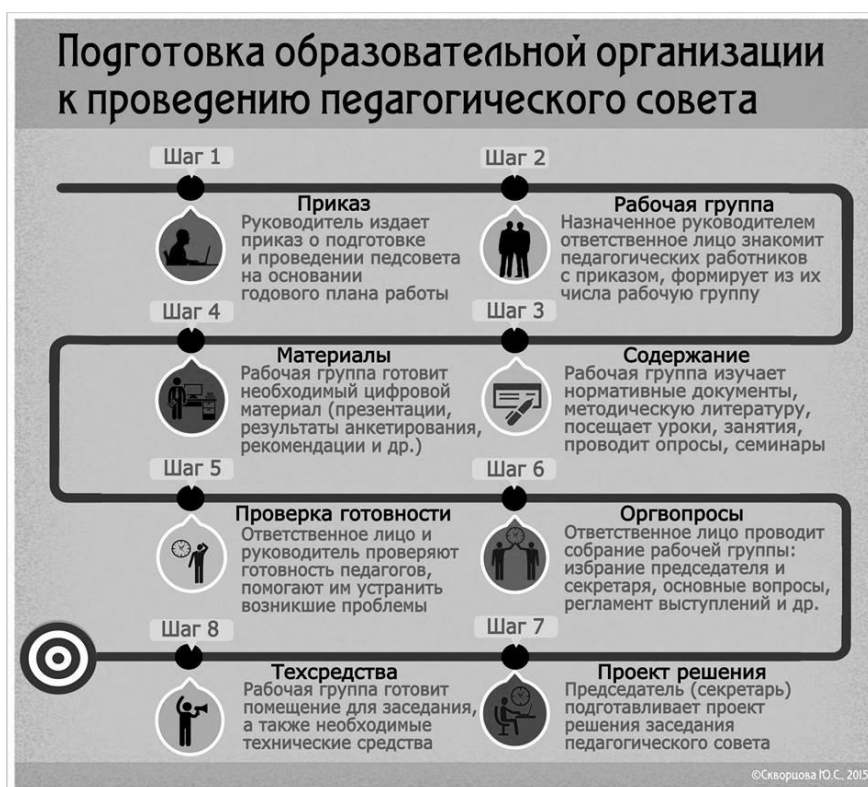 Подготовка образовательной организации
к проведению педагогического совета
Шаг 1
Приказ
Руководитель издает
приказ о подготовке
и проведении педсовета
на основании
годового плана работы
Шаг 2
Рабочая группа
Назначенное руководителем
ответственное лицо знакомит
педагогических работников
с приказом, формирует из их
числа рабочую группу
Шаг 3
Содержание
Рабочая группа изучает
нормативные документы,
методическую литературу,
посещает уроки, занятия,
проводит опросы, семинары
Шаг 4
Материалы
Рабочая группа готовит
необходимый цифровой
материал (презентации,
результаты анкетирования,
рекомендации и др.)
Шаг 5
Проверка готовности
Ответственное лицо и
руководитель проверяют
готовность педагогов,
помогают им устранить
возникшие проблемы
Шаг 6
Оргвопросы
Ответственное лицо проводит
собрание рабочей группы:
избрание председателя и
секретаря, основные вопросы,
регламент выступлений и др.
Шаг 7
Проект решения
Председатель (секретарь)
подготавливает проект
решения заседания
педагогического совета
Шаг 8
Техсредства
Рабочая группа готовит
помещение для заседания,
а также необходимые
технические средства
©Скворцова Ю.С., 2015